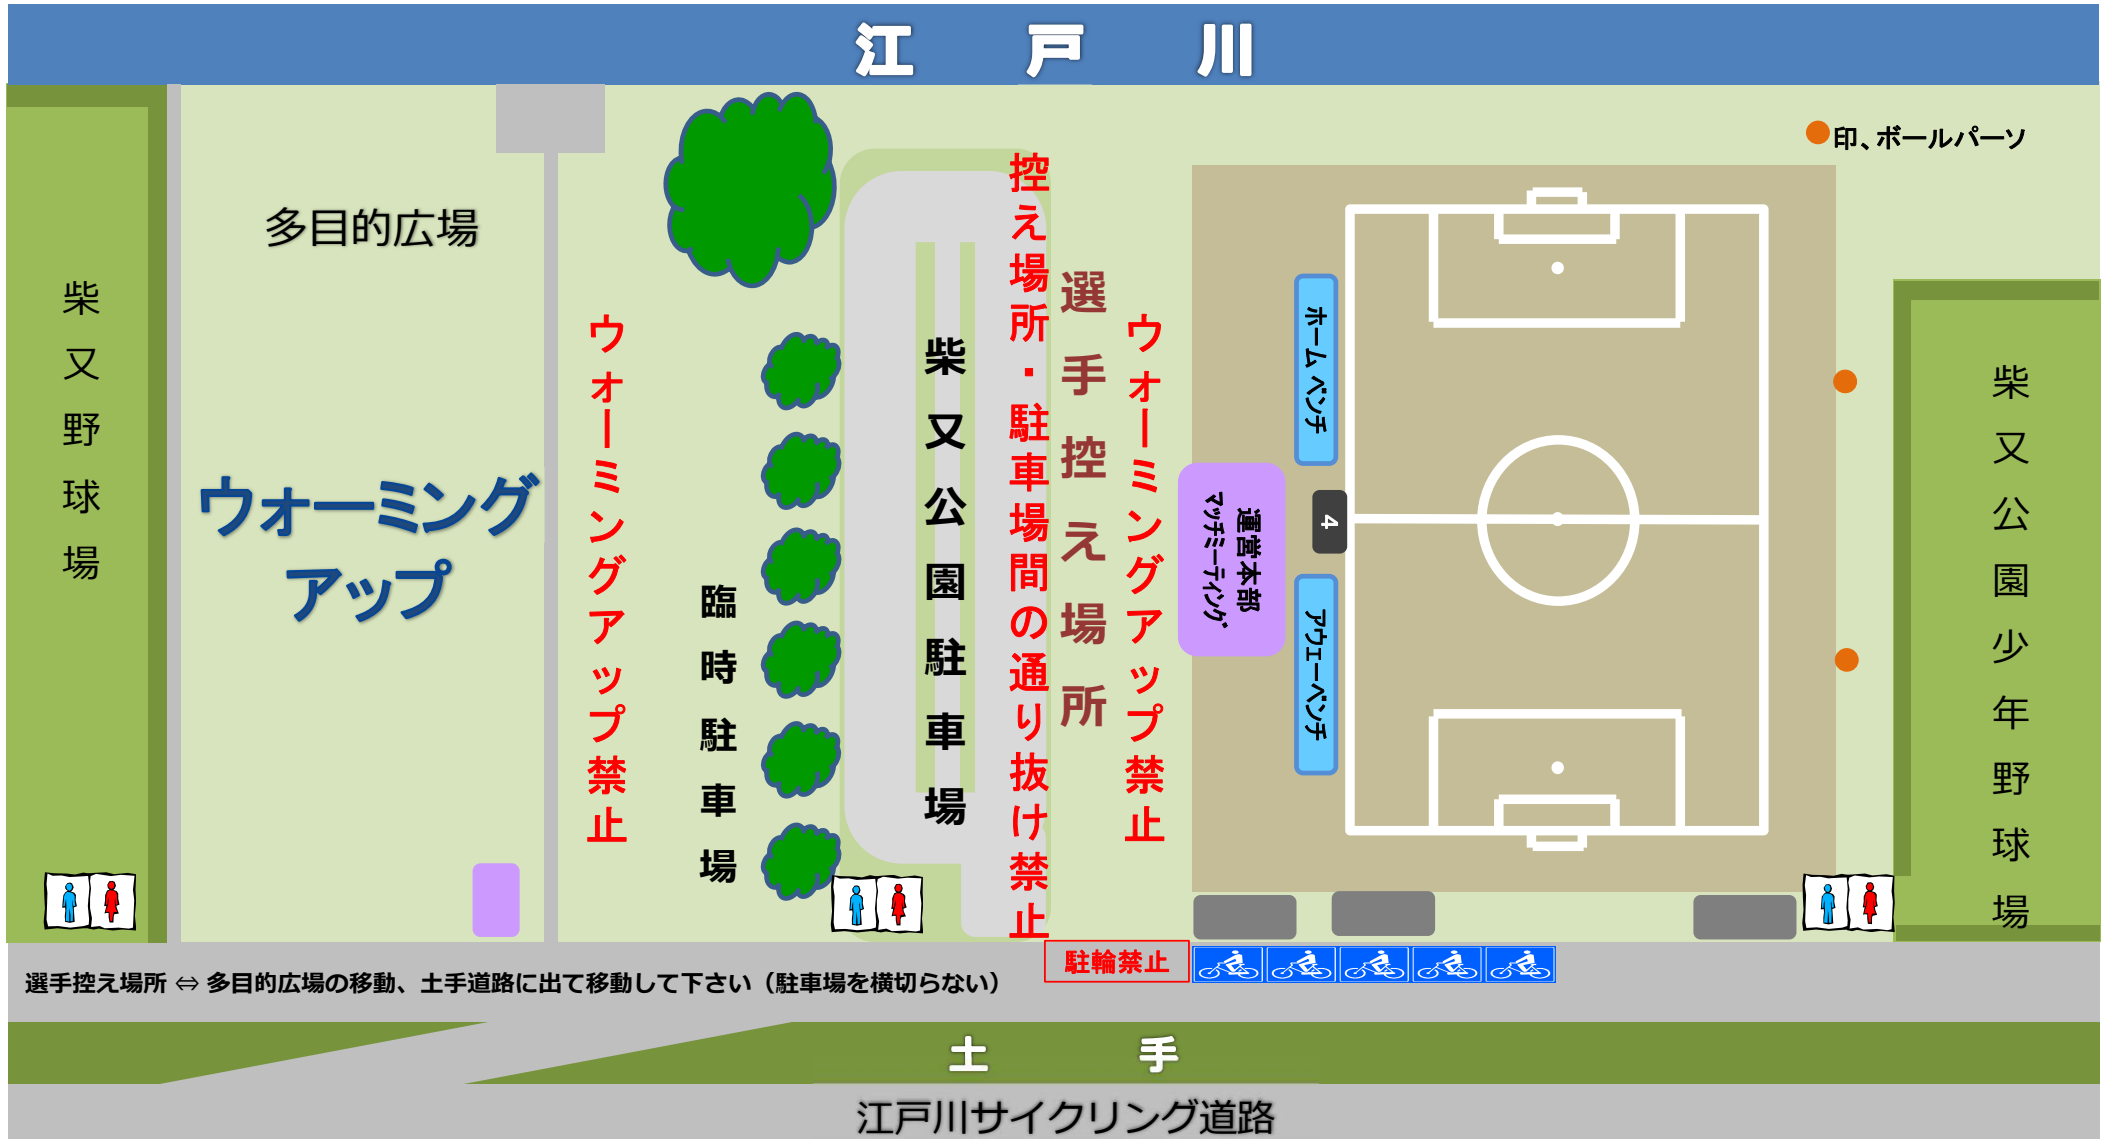 江戸川
印、ボールパーソ
多目的広場
柴又野球場
ウォーミング
アップ
ウォーミングアップ禁止
臨時駐車場
柴又公園駐車場
控え場所・駐車場間の通り抜け禁止
選手控え場所
ウォーミングアップ禁止
ホーム ベンチ
運営本部
マッチミーティング
4
アウェーベンチ
柴又公園少年野球場
駐輪禁止
選手控え場所 ⇔ 多目的広場の移動、土手道路に出て移動して下さい（駐車場を横切らない）
土手
江戸川サイクリング道路